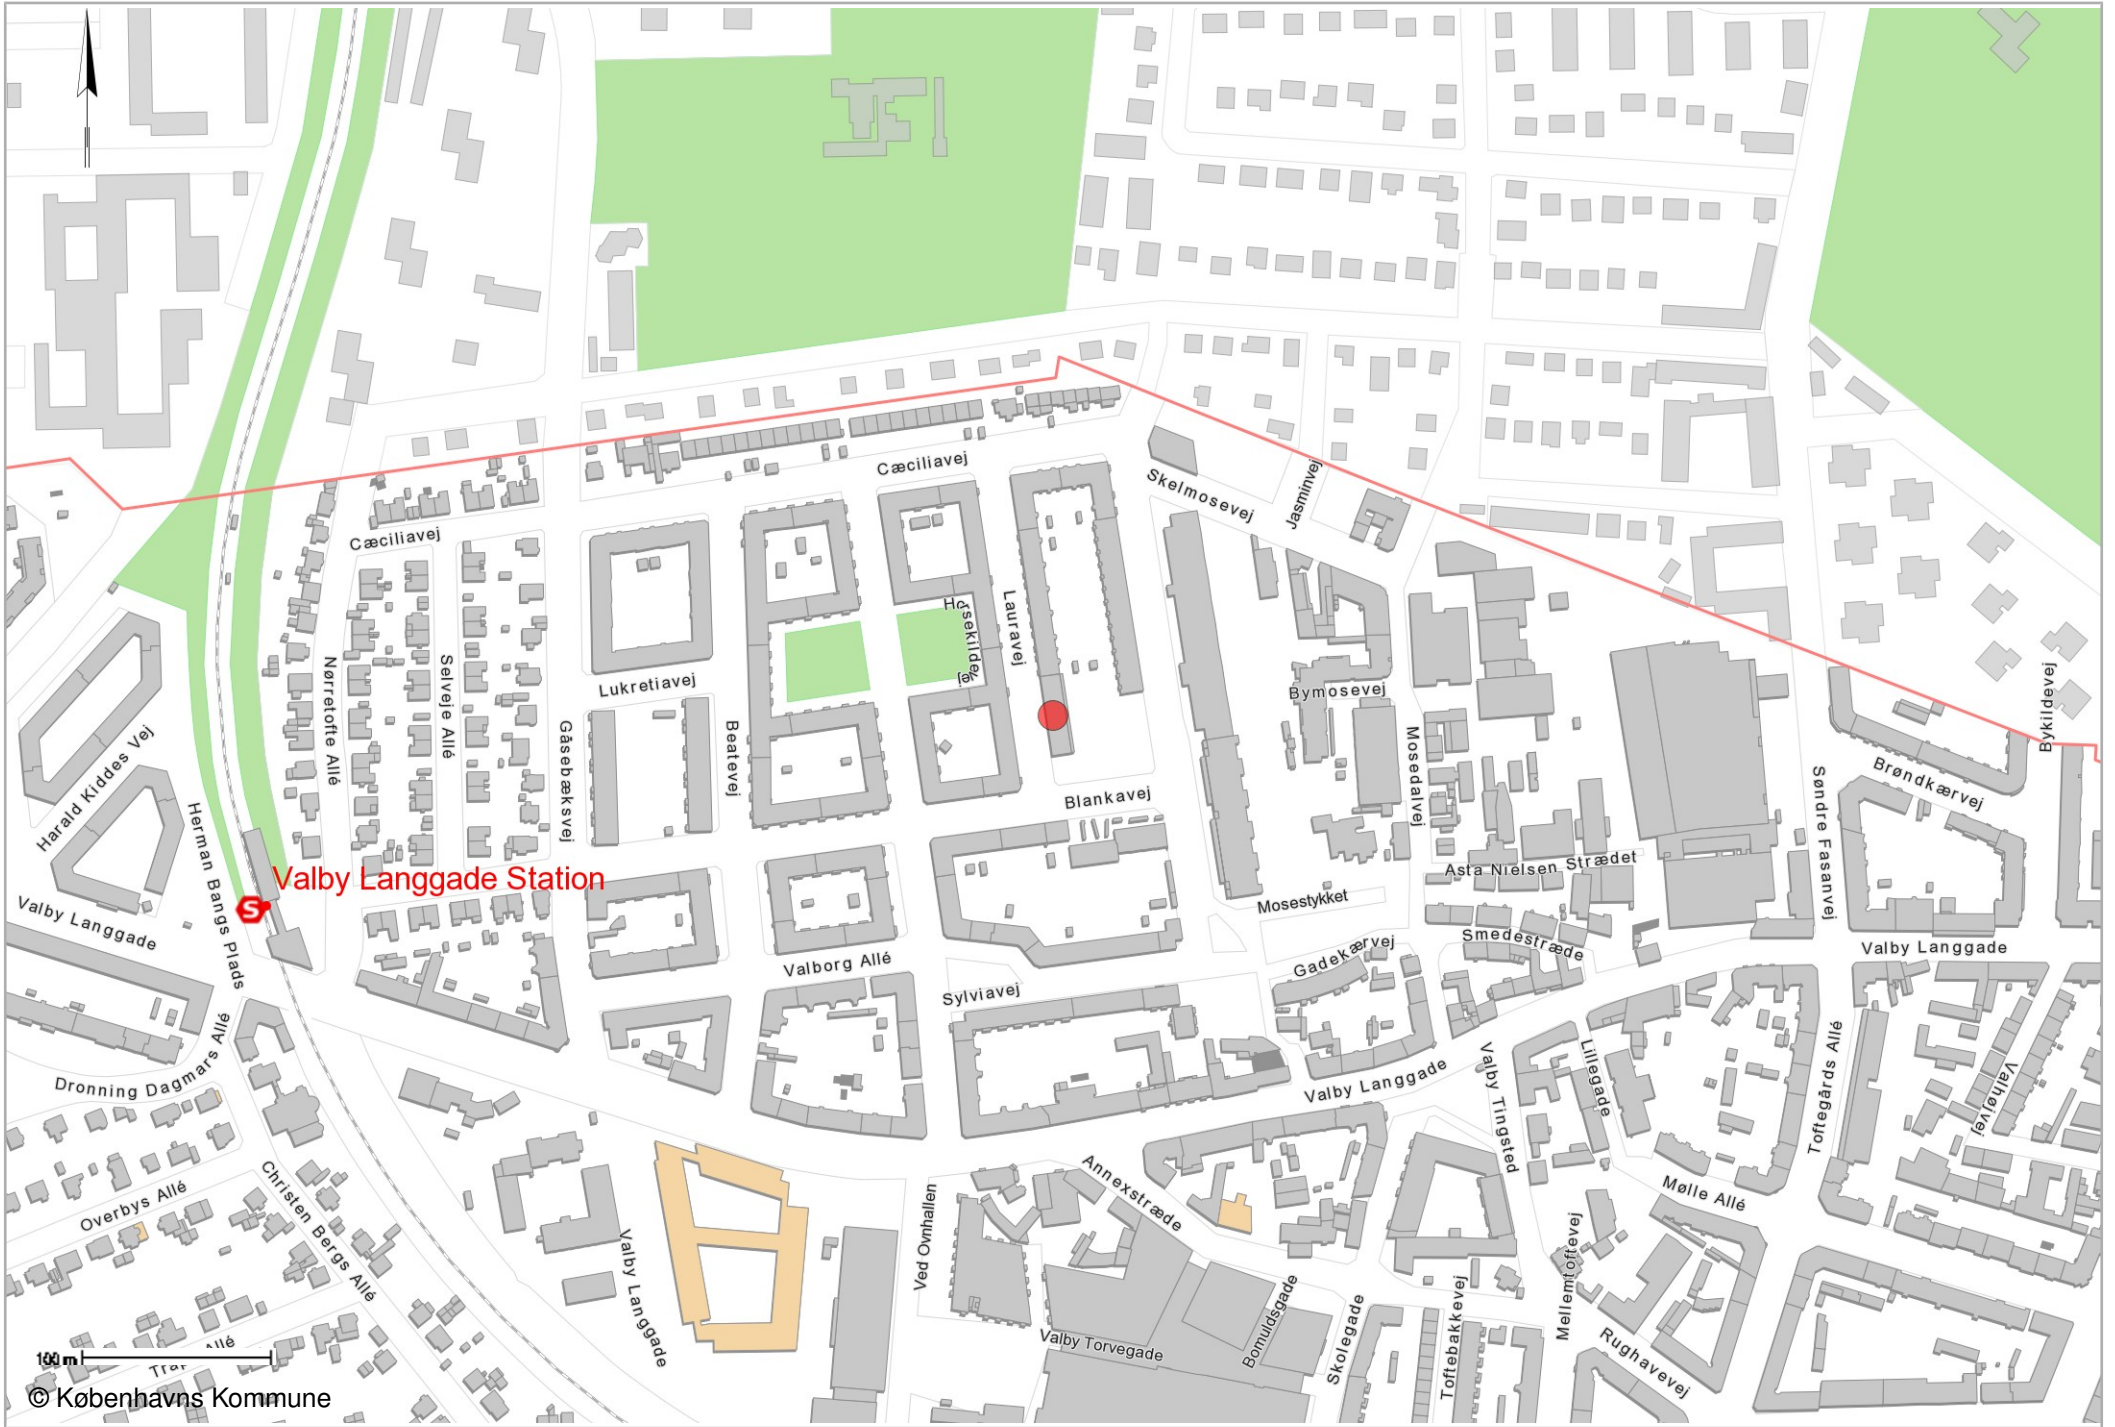 Cæciliavej
Skelmosevej
Jasminvej
Cæciliavej
Horsekildevej
Lauravej
Nørretofte Allé
Selveje Allé
Lukretiavej
Bymosevej
Bykildevej
Harald Kiddes Vej
Gåsebæksvej
Beatevej
Mosedalvej
Søndre Fasanvej
Brøndkærvej
Blankavej
Herman Bangs Plads
Valby Langgade Station
S
Asta Nielsen Strædet
Valby Langgade
Mosestykket
Smedestræde
Gadekærvej
Valby Langgade
Valborg Allé
Sylviavej
Dronning Dagmars Allé
Valby Langgade
Valby Tingsted
Lillegade
Toftegårds Allé
Valhøjvej
Overbys Allé
Christen Bergs Allé
Valby Langgade
Ved Ovnhallen
Annexstræde
Mølle Allé
Mellemtoftevej
Valby Torvegade
Bomuldsgade
Skolegade
Toftebakkevej
Rughavevej
Allé
100 m
© Københavns Kommune